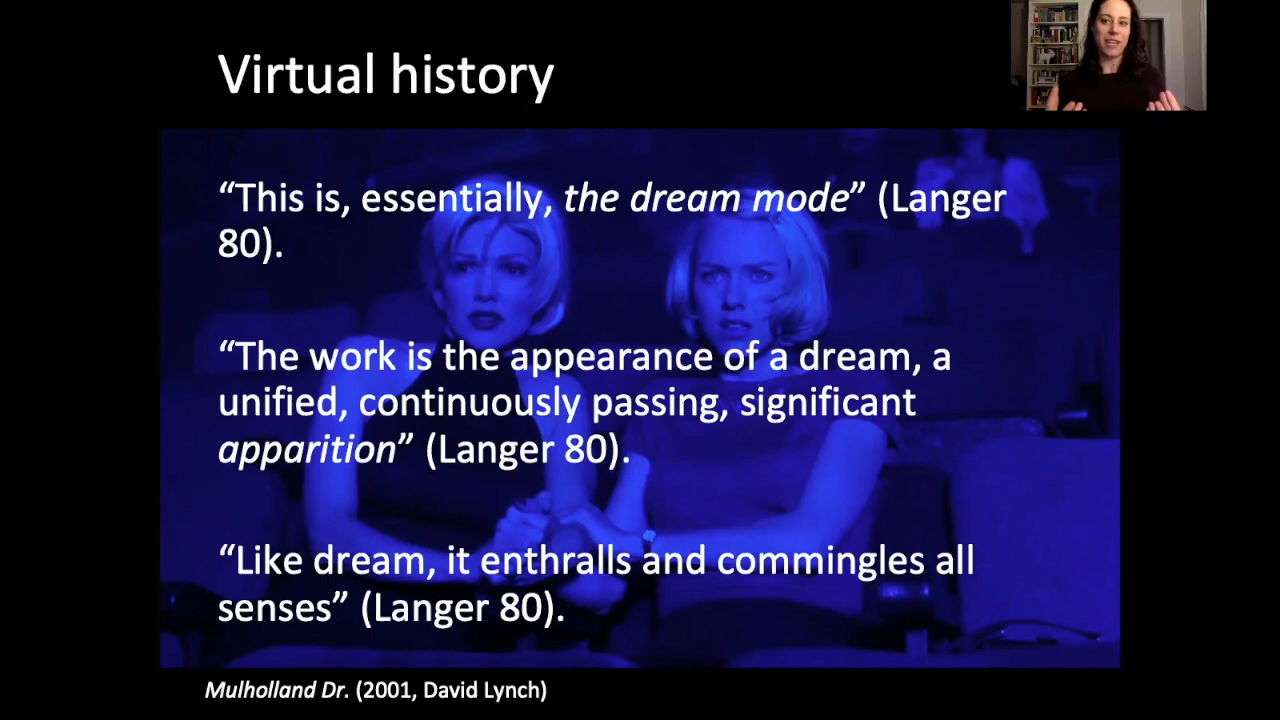 Virtual history
“This is, essentially, the dream mode” (Langer
80).
“The work is the appearance of a dream, a
unified, continuously passing, significant
apparition” (Langer 80).
“Like dream, it enthralls and commingles all
senses” (Langer 80).
Mulholland Dr. (2001, David Lynch)